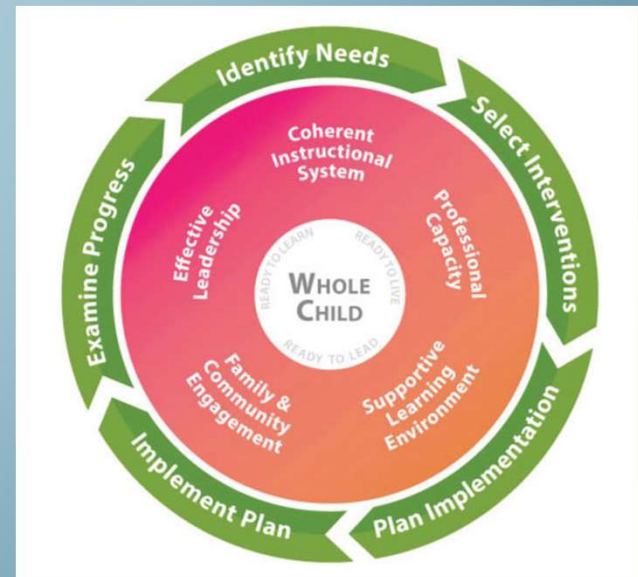 Identify Needs
Select Interventions
Plan Implementation
Implement Plan
Examine Progress
Coherent
Instructional
System
Professional
Capacity
Supportive
Learning
Environment
Family &
Community
Engagement
Effective
Leadership
READY TO LEARN
READY TO LIVE
READY TO LEAD
WHOLE
CHILD